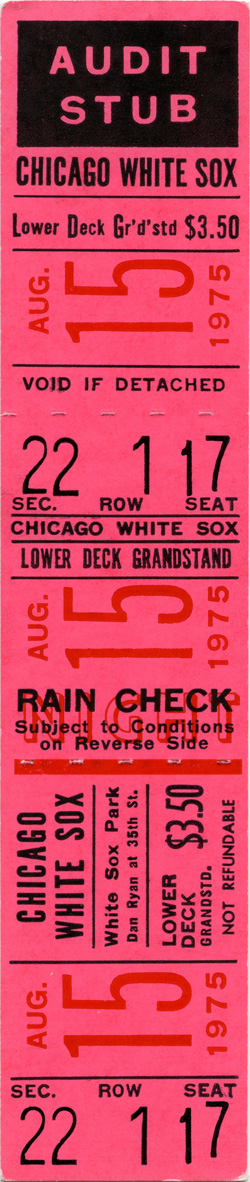 AUDIT
STUB
CHICAGO WHITE SOX
Lower Deck Gr'd'std $3.50
AUG. 15 1975
VOID IF DETACHED
22 1 17
SEC. ROW SEAT
CHICAGO WHITE SOX
LOWER DECK GRANDSTAND
AUG. 15 1975
NIGHT
RAIN CHECK
Subject to Conditions
on Reverse Side
CHICAGO
WHITE SOX
White Sox Park
Dan Ryan at 35th St.
LOWER
DECK
GRANDSTD.
$3.50
NOT REFUNDABLE
AUG. 15 1975
SEC. ROW SEAT
22 1 17